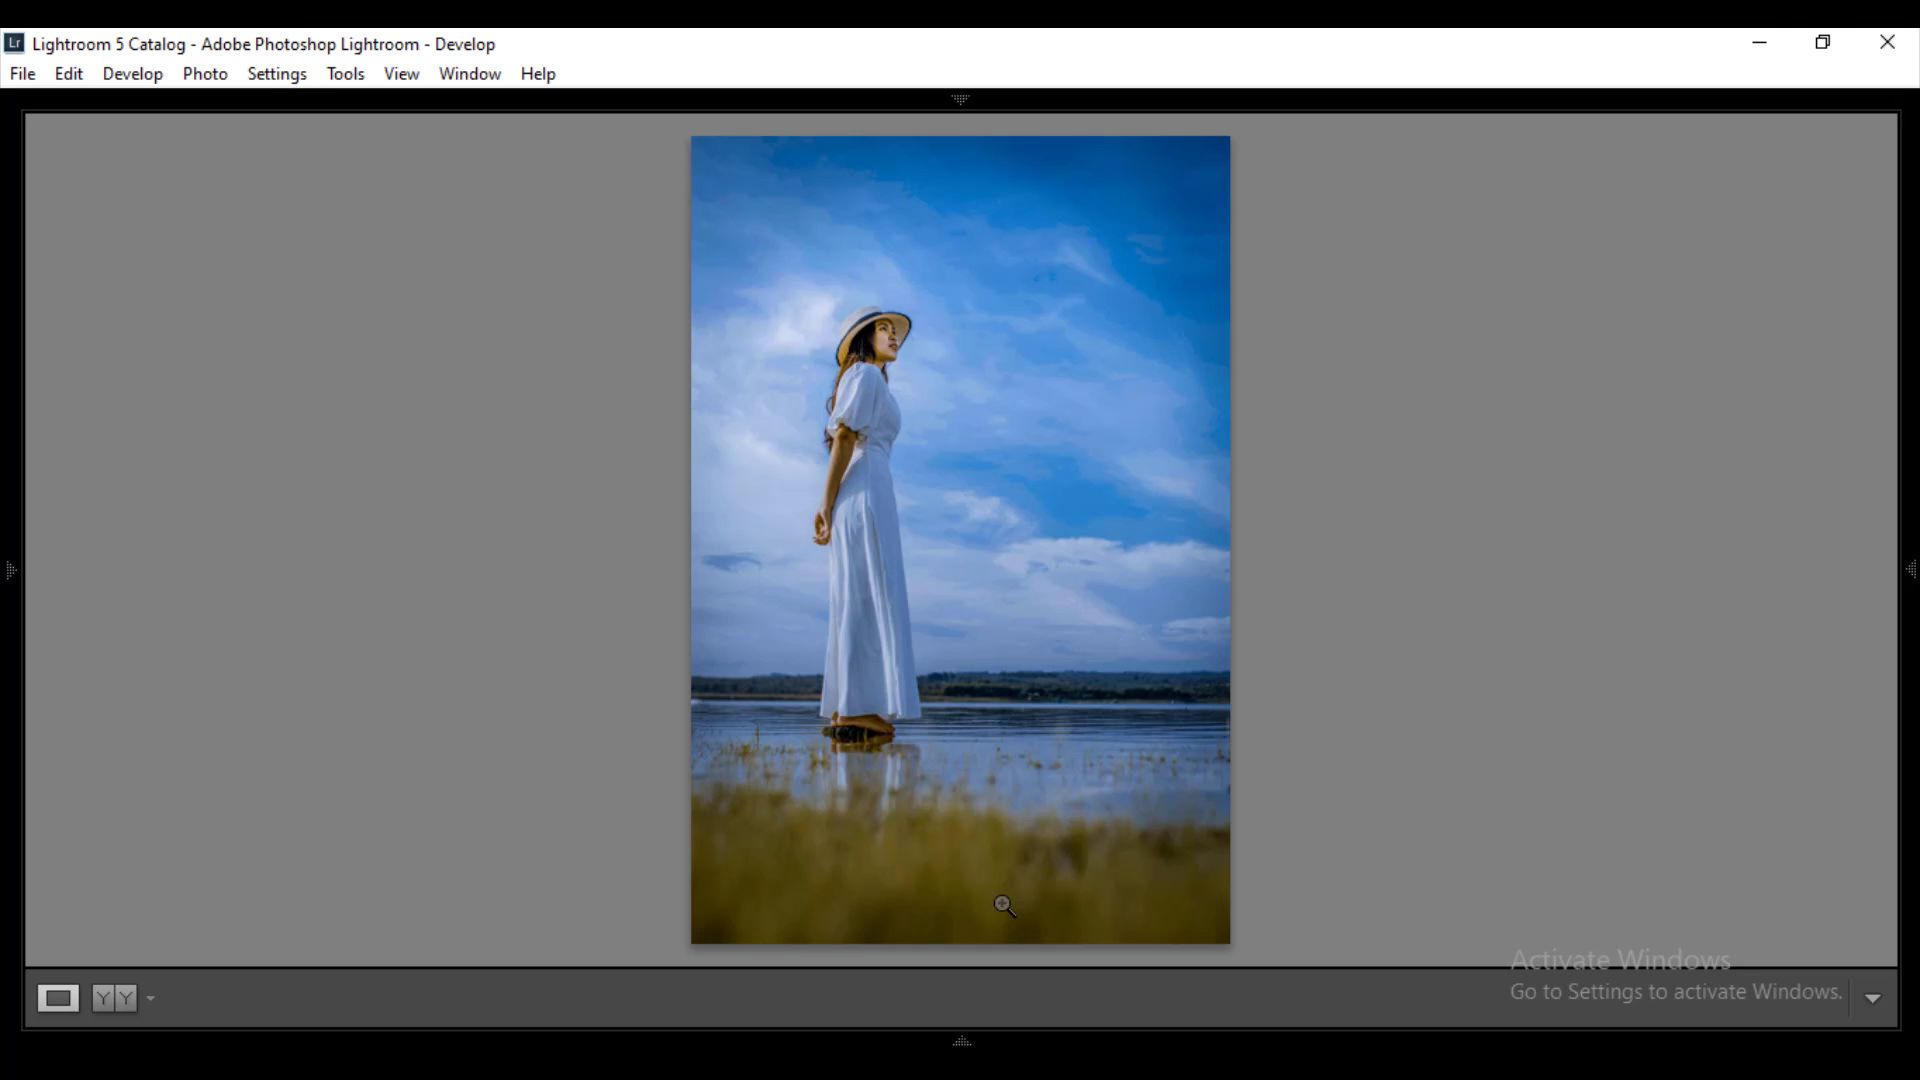 Lr Lightroom 5 Catalog - Adobe Photoshop Lightroom - Develop
File Edit Develop Photo Settings Tools View Window Help
Activate Windows
Go to Settings to activate Windows.
Y Y